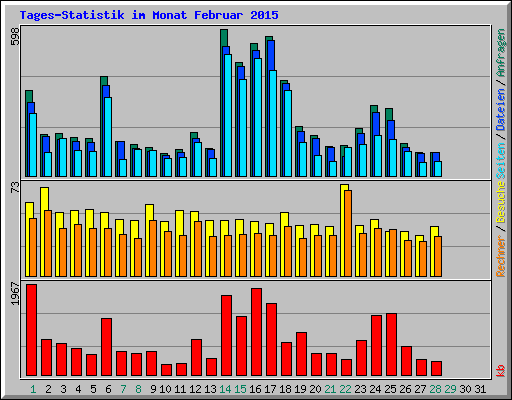 Tages-Statistik im Monat Februar 2015
598
Rechner / Besuche Seiten / Dateien / Anfragen
73
1967
kb
1 2 3 4 5 6 7 8 9 10 11 12 13 14 15 16 17 18 19 20 21 22 23 24 25 26 27 28 29 30 31